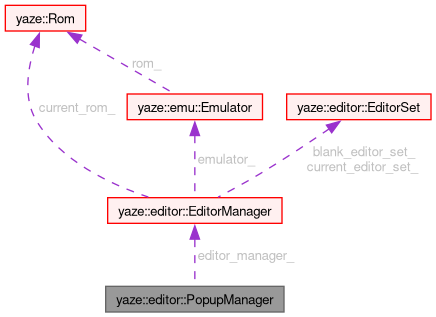 yaze::Rom
rom_
current_rom_
yaze::emu::Emulator
yaze::editor::EditorSet
emulator_
blank_editor_set_
current_editor_set_
yaze::editor::EditorManager
editor_manager_
yaze::editor::PopupManager